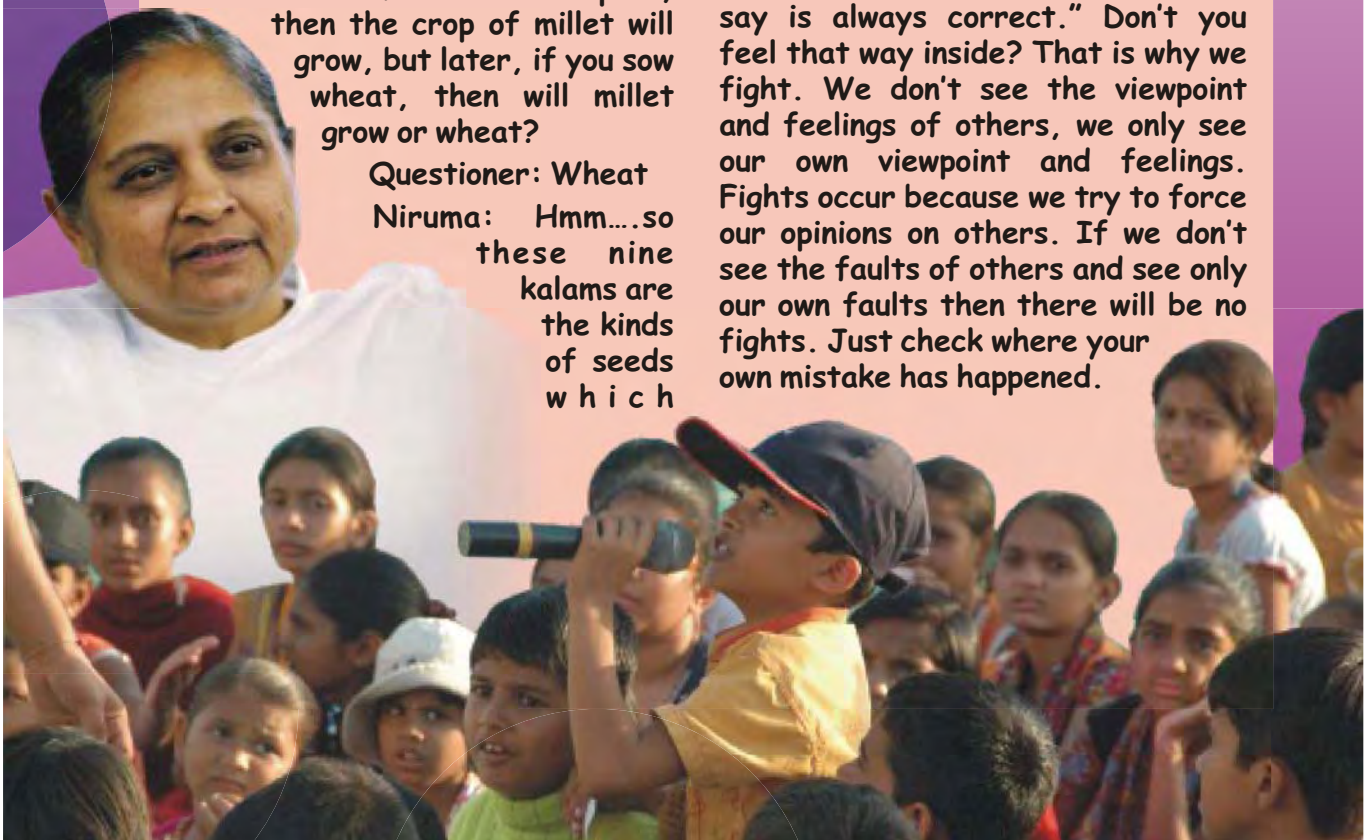 then the crop of millet will
grow, but later, if you sow
wheat, then will millet
grow or wheat?
Questioner: Wheat
Niruma: Hmm....so
these nine
kalams are
the kinds
of seeds
which
say is always correct.” Don’t you
feel that way inside? That is why we
fight. We don’t see the viewpoint
and feelings of others, we only see
our own viewpoint and feelings.
Fights occur because we try to force
our opinions on others. If we don’t
see the faults of others and see only
our own faults then there will be no
fights. Just check where your
own mistake has happened.